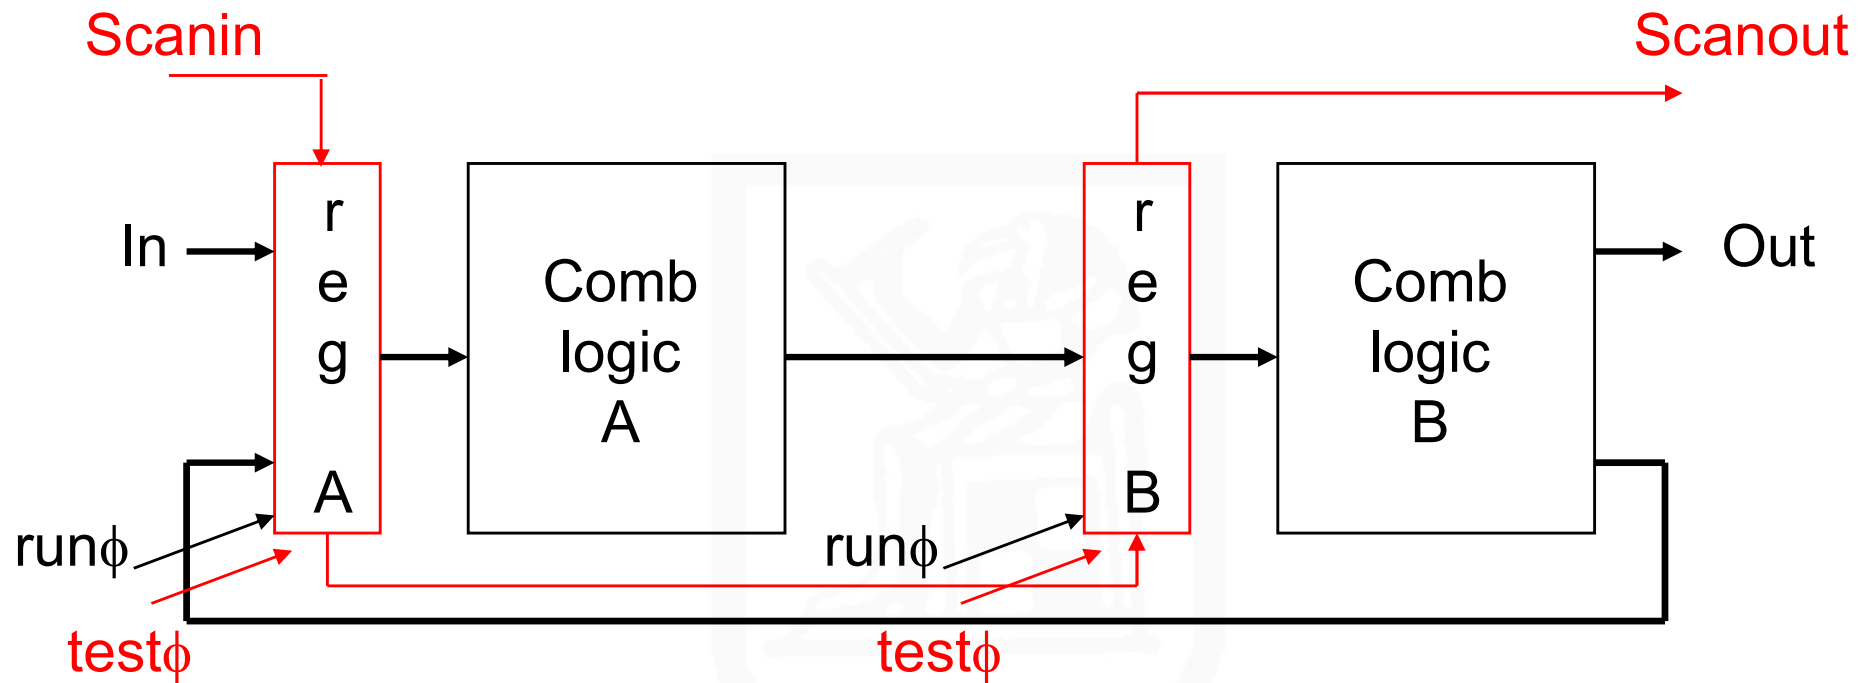 Scanin
Scanout
In
r
e
g
A
Comb
logic
A
r
e
g
B
Comb
logic
B
Out
runϕ
testϕ
runϕ
testϕ